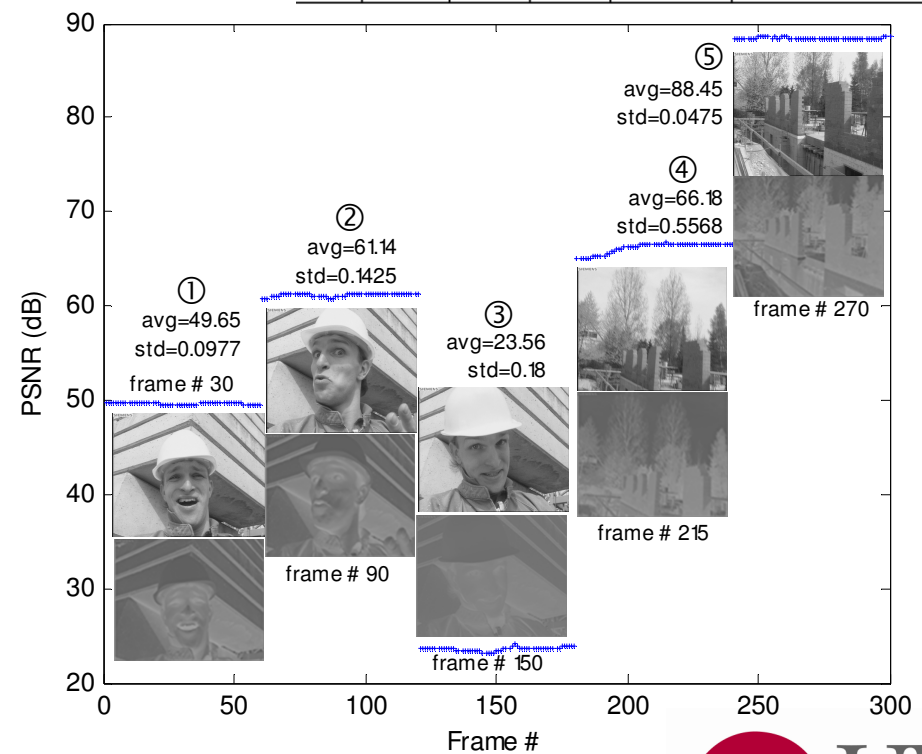 90
80
70
60
50
40
30
20
PSNR (dB)
①
avg=49.65
std=0.0977
frame # 30
②
avg=61.14
std=0.1425
frame # 90
③
avg=23.56
std=0.18
frame # 150
④
avg=66.18
std=0.5568
frame # 215
⑤
avg=88.45
std=0.0475
frame # 270
0 50 100 150 200 250 300
Frame #